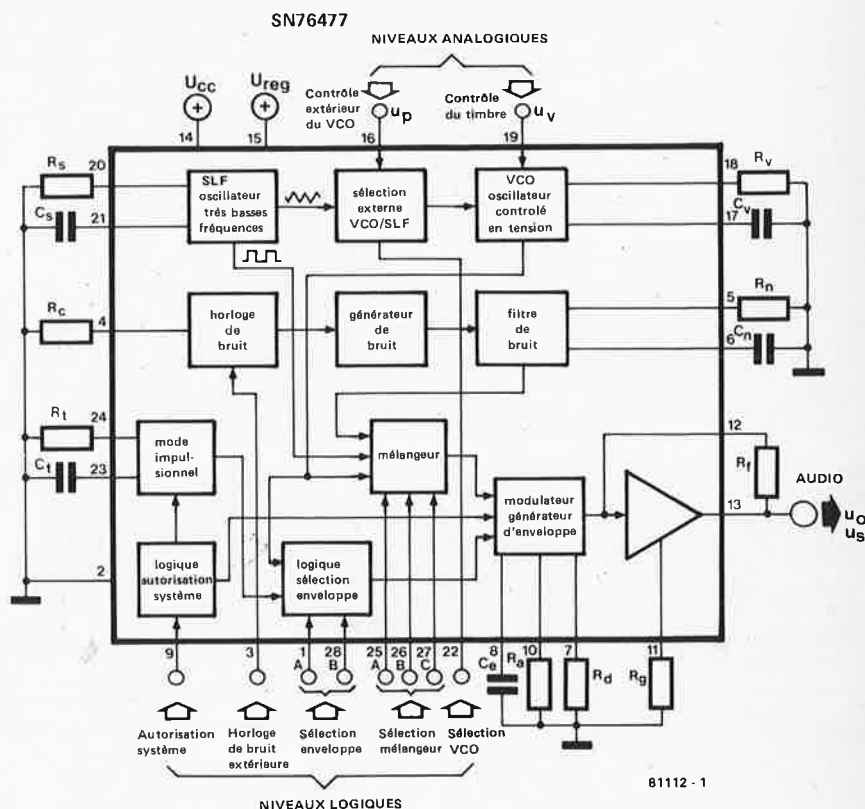 SN76477
NIVEAUX ANALOGIQUES
Ucc
Ureg
Contrôle
extérieur
du VCO
up
Contrôle
du timbre
uv
14
15
16
19
Rs
20
Cs
21
SLF
oscillateur
trés basses
fréquences
sélection
externe
VCO/SLF
VCO
oscillateur
controlé
en tension
18
Rv
17
Cv
Rc
4
horloge
de
bruit
générateur
de
bruit
filtre
de
bruit
5
Rn
6
Cn
Rt
24
Ct
23
mode
impul-
sionnel
mélangeur
modulateur
générateur
d'enveloppe
12
Rf
13
AUDIO
uo
us
2
logique
autorisation
système
logique
sélection
enveloppe
9
3
1
A
28
B
25
A
26
B
27
C
22
8
Ce
10
Ra
7
Rd
11
Rg
Autorisation
système
Horloge
de bruit
extérieure
Sélection
enveloppe
Sélection
mélangeur
Sélection
VCO
NIVEAUX LOGIQUES
81112 - 1